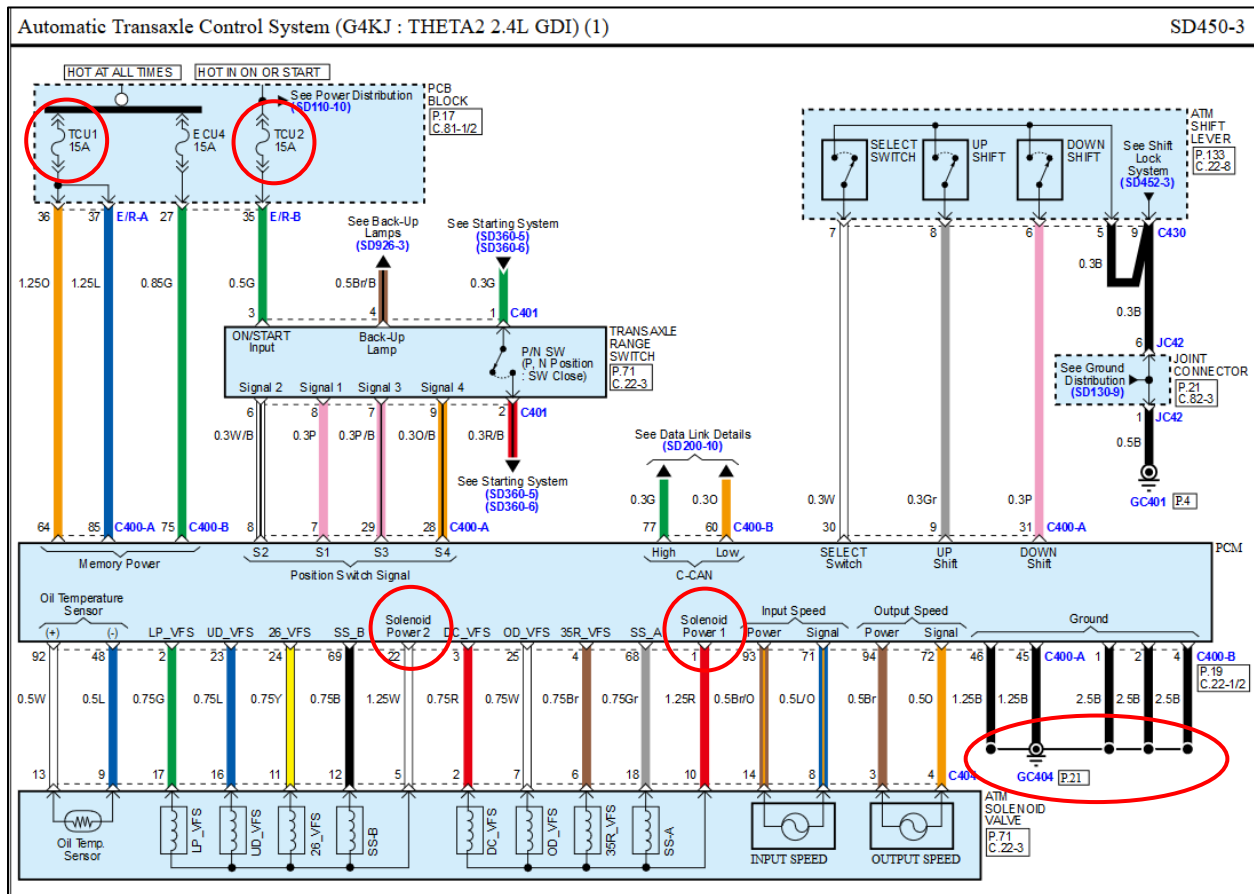 Automatic Transaxle Control System (G4KJ : THETA2 2.4L GDI) (1) SD450-3
HOT AT ALL TIMES HOT IN ON OR START
See Power Distribution
(SD110-10)
PCB
BLOCK
P.17
C.81-1/2
TCU1
15A
E CU4
15A
TCU2
15A
SELECT
SWITCH
UP
SHIFT
DOWN
SHIFT
See Shift
Lock
System
(SD452-3)
ATM
SHIFT
LEVER
P.133
C.22-8
36 37 E/R-A 27 35 E/R-B
7 8 6 5 9 C430
See Back-Up
Lamps
(SD926-3)
See Starting System
(SD360-5)
(SD360-6)
1.25O 1.25L 0.85G 0.5G 0.5Br/B 0.3G
0.3B
0.3B
3 4 1 C401
ON/START
Input
Back-Up
Lamp
P/N SW
(P, N Position
: SW Close)
TRANSAXLE
RANGE
SWITCH
P.71
C.22-3
Signal 2 Signal 1 Signal 3 Signal 4
6 8 7 9 2 C401
0.3W/B 0.3P 0.3P/B 0.3O/B 0.3R/B
See Starting System
(SD360-5)
(SD360-6)
6 JC42
See Ground
Distribution
(SD130-9)
JOINT
CONNECTOR
P.21
C.82-3
1 JC42
0.5B
GC401 P.4
See Data Link Details
(SD200-10)
0.3G 0.3O 0.3W 0.3Gr 0.3P
64 85 C400-A 75 C400-B 8 7 29 28 C400-A 77 60 C400-B 30 9 31 C400-A
PCM
Memory Power
S2 S1 S3 S4
Position Switch Signal
High Low
C-CAN
SELECT
Switch
UP
Shift
DOWN
Shift
Oil Temperature
Sensor
(+) (-) LP_VFS UD_VFS 26_VFS SS_B
Solenoid
Power 2
DC_VFS OD_VFS 35R_VFS SS_A
Solenoid
Power 1
Input Speed
Power Signal
Output Speed
Power Signal
Ground
92 48 2 23 24 69 22 3 25 4 68 1 93 71 94 72 46 45 C400-A 1 2 4 C400-B
P.19
C.22-1/2
0.5W 0.5L 0.75G 0.75L 0.75Y 0.75B 1.25W 0.75R 0.75W 0.75Br 0.75Gr 1.25R 0.5Br/O 0.5L/O 0.5Br 0.5O 1.25B 1.25B 2.5B 2.5B 2.5B
GC404 P.21
13 9 17 16 11 12 5 2 7 6 18 10 14 8 3 4 C404
Oil Temp.
Sensor
LP_VFS
UD_VFS
26_VFS
SS-B
DC_VFS
OD_VFS
35R_VFS
SS-A
INPUT SPEED
OUTPUT SPEED
ATM
SOLENOID
VALVE
P.71
C.22-3